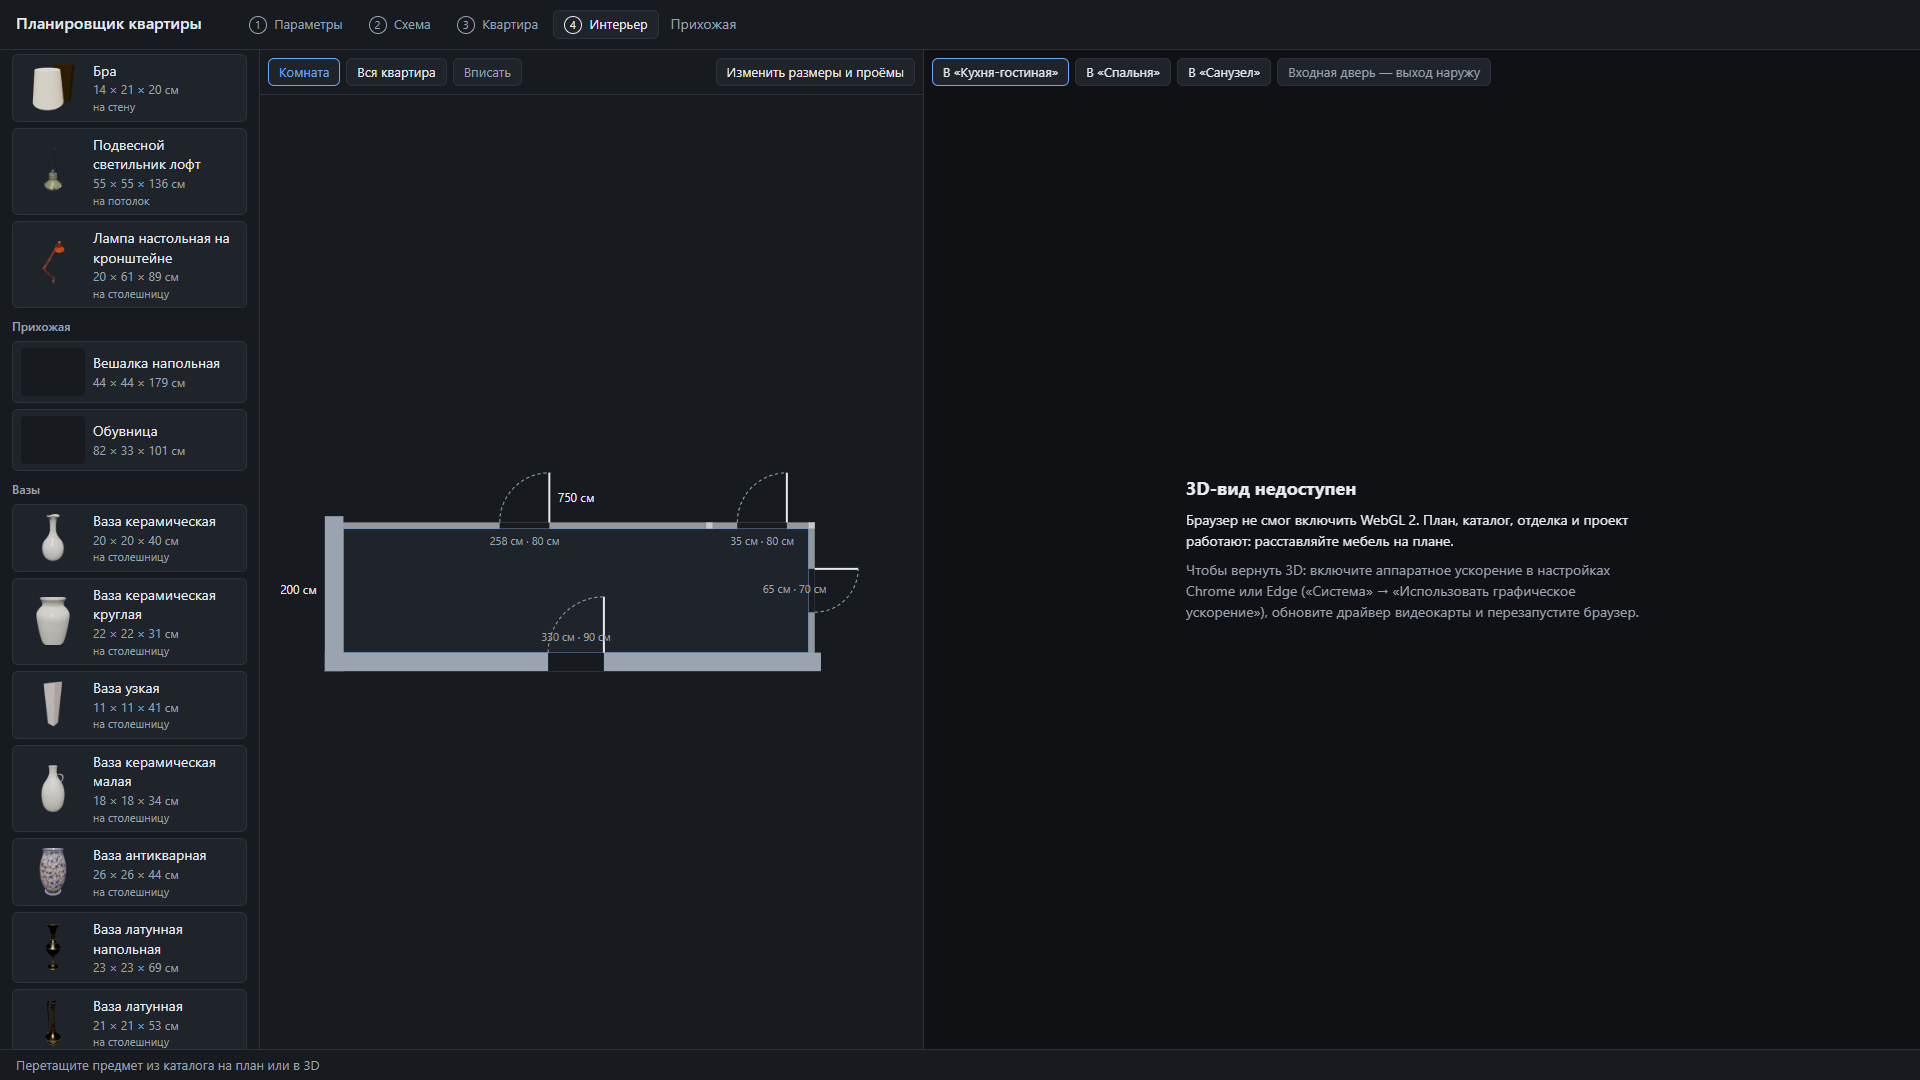 Планировщик квартиры
1 Параметры
2 Схема
3 Квартира
4 Интерьер
Прихожая
Бра
14 × 21 × 20 см
на стену
Подвесной
светильник лофт
55 × 55 × 136 см
на потолок
Лампа настольная на
кронштейне
20 × 61 × 89 см
на столешницу
Прихожая
Вешалка напольная
44 × 44 × 179 см
Обувница
82 × 33 × 101 см
Вазы
Ваза керамическая
20 × 20 × 40 см
на столешницу
Ваза керамическая
круглая
22 × 22 × 31 см
на столешницу
Ваза узкая
11 × 11 × 41 см
на столешницу
Ваза керамическая
малая
18 × 18 × 34 см
на столешницу
Ваза антикварная
26 × 26 × 44 см
на столешницу
Ваза латунная
напольная
23 × 23 × 69 см
Ваза латунная
21 × 21 × 53 см
на столешницу
Комната
Вся квартира
Вписать
Изменить размеры и проёмы
750 см
258 см · 80 см
35 см · 80 см
200 см
65 см · 70 см
330 см · 90 см
В «Кухня-гостиная»
В «Спальня»
В «Санузел»
Входная дверь — выход наружу
3D-вид недоступен
Браузер не смог включить WebGL 2. План, каталог, отделка и проект
работают: расставляйте мебель на плане.
Чтобы вернуть 3D: включите аппаратное ускорение в настройках
Chrome или Edge («Система» → «Использовать графическое
ускорение»), обновите драйвер видеокарты и перезапустите браузер.
Перетащите предмет из каталога на план или в 3D